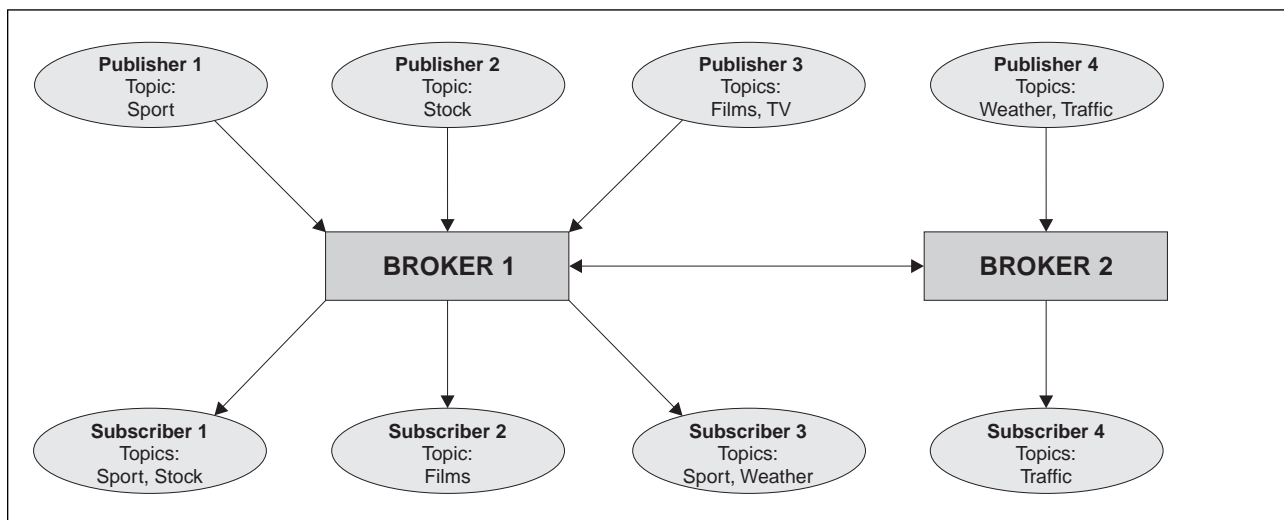 Publisher 1
Topic:
Sport
Publisher 2
Topic:
Stock
Publisher 3
Topics:
Films, TV
Publisher 4
Topics:
Weather, Traffic
BROKER 1
BROKER 2
Subscriber 1
Topics:
Sport, Stock
Subscriber 2
Topic:
Films
Subscriber 3
Topics:
Sport, Weather
Subscriber 4
Topics:
Traffic